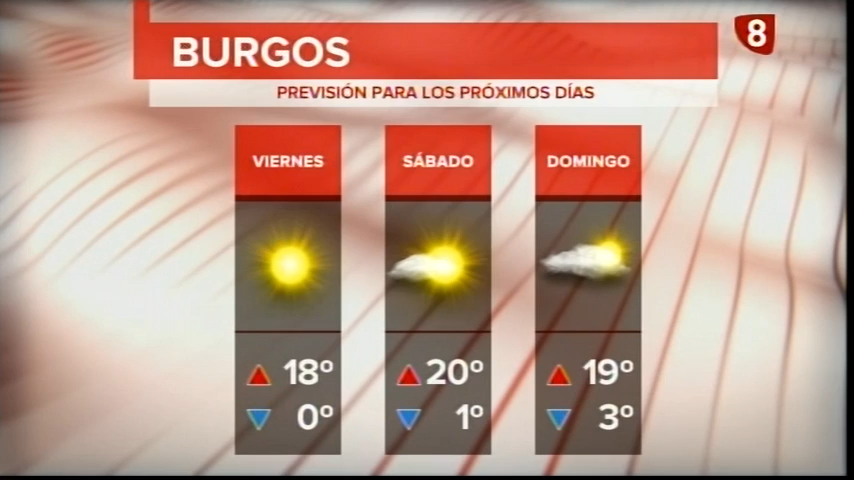 BURGOS
8
PREVISIÓN PARA LOS PRÓXIMOS DÍAS
VIERNES SÁBADO DOMINGO
18º 20º 19º
0º 1º 3º